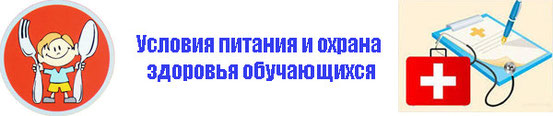 Условия питания и охрана
здоровья обучающихся